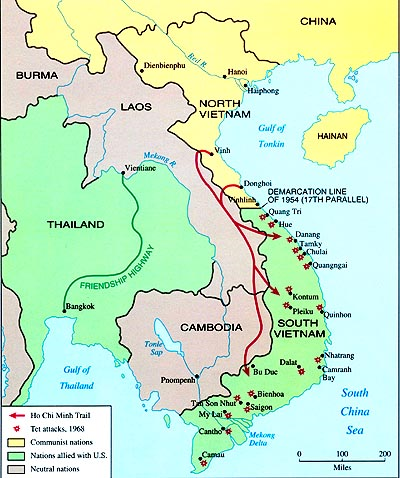 CHINA
Red R.
Dienbienphu
Hanoi
Haiphong
BURMA
LAOS
NORTH
VIETNAM
Gulf of
Tonkin
HAINAN
Vinh
Mekong R.
Vientiane
Donghoi
Vinhlinh
DEMARCATION LINE
OF 1954 (17TH PARALLEL)
Quang Tri
Hue
Danang
Tamky
Chulai
Quangngai
THAILAND
FRIENDSHIP HIGHWAY
Bangkok
Kontum
Pleiku
Quinhon
CAMBODIA
SOUTH
VIETNAM
Tonle
Sap
Gulf of
Thailand
Pnompenh
Dalat
Nhatrang
Camranh
Bay
Bu Duc
Bienhoa
Tan Son Nhut
Saigon
My Lai
Cantho
Mekong
Delta
Camau
South
China
Sea
Ho Chi Minh Trail
Tet attacks, 1968
Communist nations
Nations allied with U.S.
Neutral nations
0 100 200
Miles